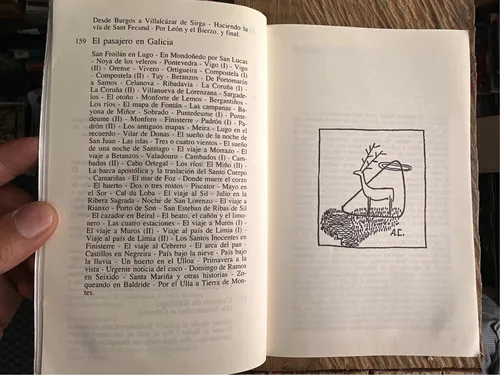 Desde Burgos a Villalcázar de Sirga - Haciendo la
vía de Sant Fecund - Por León y el Bierzo, y final.
159 El pasajero en Galicia
San Froilán en Lugo - En Mondoñedo por San Lucas
- Noya de los veleros - Pontevedra - Vigo (I) - Vigo
(II) - Orense - Vivero - Ortigueira - Compostela (I)
- Compostela (II) - Tuy - Betanzos - De Portomarín
a Samos - Celanova - Ribadavia - La Coruña (I) -
La Coruña (II) - Villanueva de Lorenzana - Sargade-
los - El otoño - Monforte de Lemos - Bergantiños -
Los ríos - El mapa de Fontán - Las campanas - Ba-
yona de Miñor - Sobrado - Puntedeume (I) - Punte-
deume (II) - Monfero - Finisterre - Padrón (I) - Pa-
drón (II) - Los antiguos mapas - Meira - Lugo en el
recuerdo - Vilar de Donas - El sueño de la noche de
San Juan - Las islas - Tres o cuatro vientos - El sueño
de una noche de Santiago - El viaje a Morrazo - El
viaje a Betanzos - Valadouro - Cambados (I) - Cam-
bados (II) - Cabo Ortegal - Los ríos: El Miño (II) -
La barca apostólica y la traslación del Santo Cuerpo
- Camariñas - El mar de Foz - Donde muere el corzo
- El huerto - Dos o tres rostros - Piscator - Mayo en
el Sor - Cal da Loba - El viaje al Sil - Julio en la
Ribera Sagrada - Noche de San Lorenzo - El viaje a
Rianxo - Porto de Son - San Esteban de Ribas de Sil
- El cazador en Beiral - El beato, el cañof y el limo-
nero - Las cuatro estaciones - El viaje a Muros (I) -
El viaje a Muros (II) - Viaje al país de Limia (I) -
Viaje al país de Limia (II) - Los Santos Inocentes en
Finisterre - El viaje al Cebrero - El arca del pan -
Castillos en Negreira - País bajo la nieve - País bajo
la lluvia - Un huerto en el Ulloa - Primavera a la
vista - Urgente noticia del cuco - Domingo de Ramos
en Seixido - Santa Mariña y otras historias - Zo-
queando en Baldride - Por el Ulla a Tierra de Mon-
tes.
A.C.